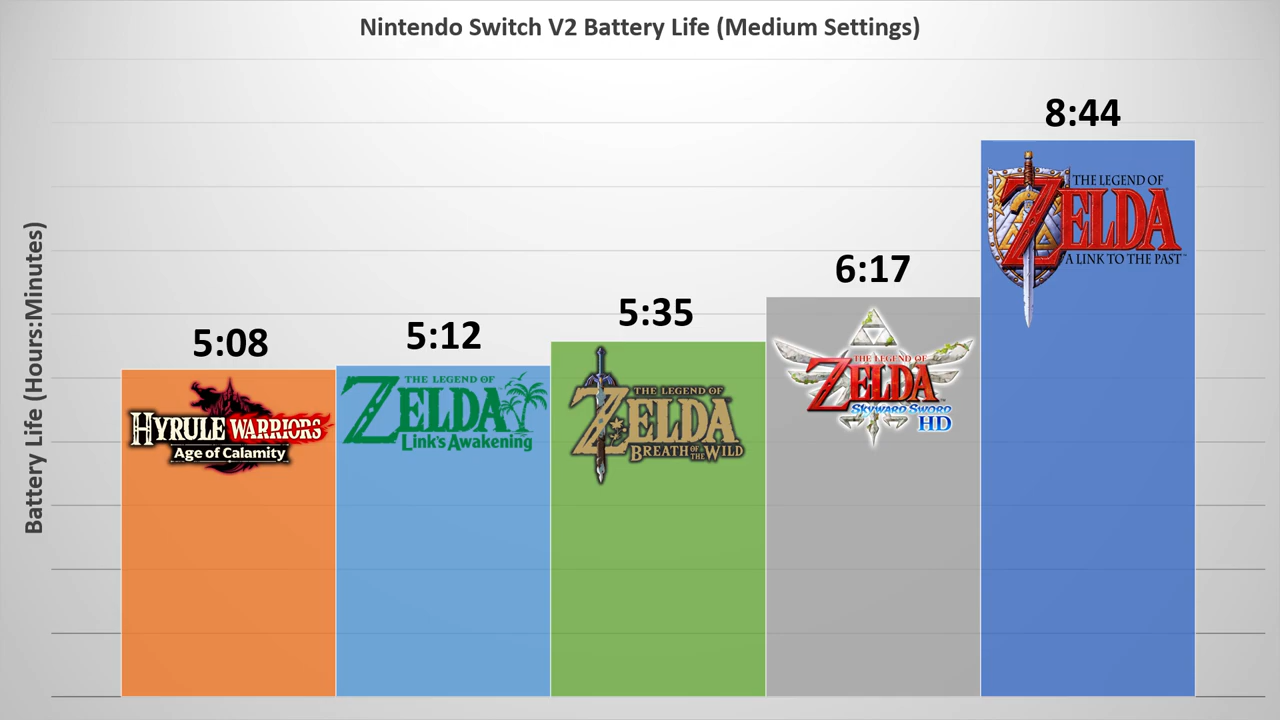 Nintendo Switch V2 Battery Life (Medium Settings)
Battery Life (Hours:Minutes)
5:08
HYRULE WARRIORS
Age of Calamity
5:12
THE LEGEND OF
ZELDA
Link's Awakening
5:35
THE LEGEND OF
ZELDA
BREATH OF THE WILD
6:17
THE LEGEND OF
ZELDA
SKYWARD SWORD
HD
8:44
THE LEGEND OF
ZELDA
A LINK TO THE PAST™